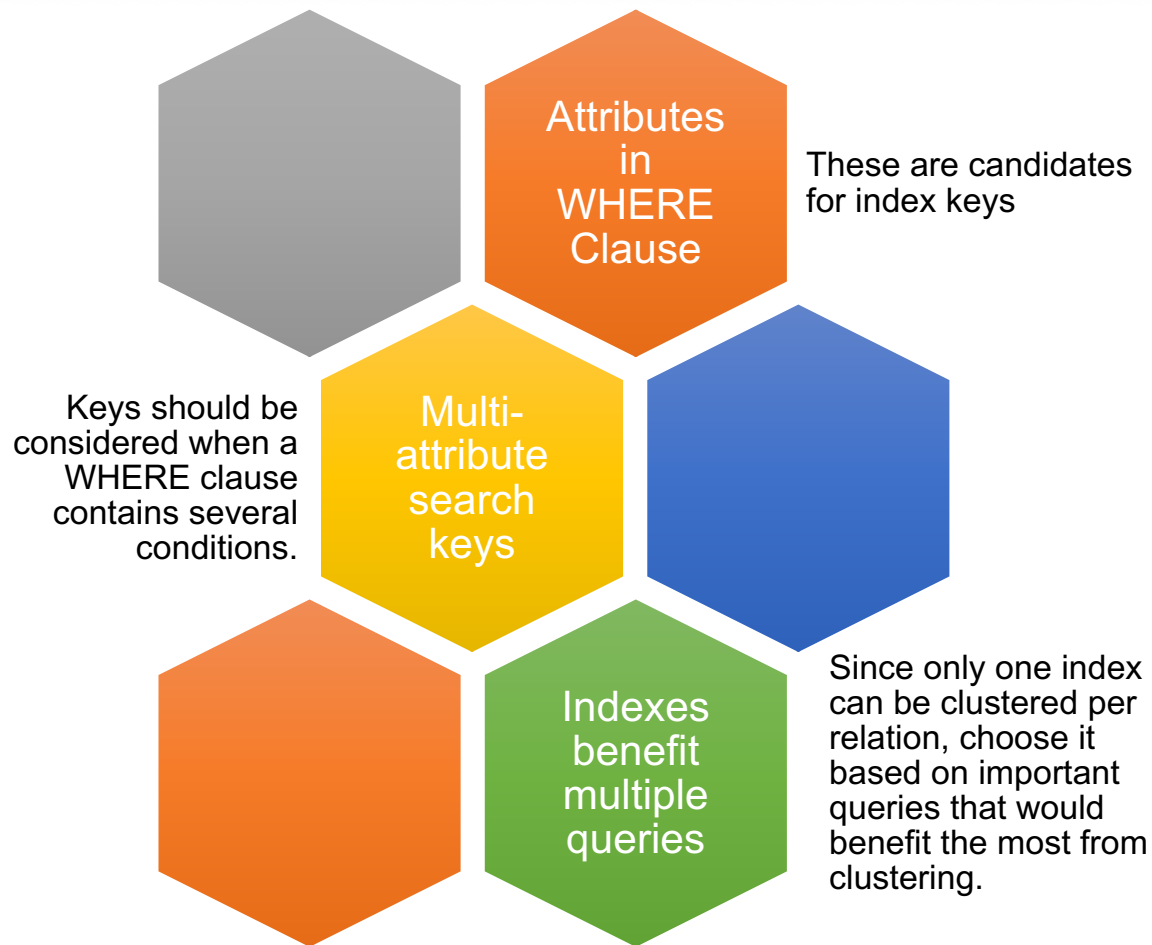 Attributes
in
WHERE
Clause
These are candidates
for index keys
Keys should be
considered when a
WHERE clause
contains several
conditions.
Multi-
attribute
search
keys
Indexes
benefit
multiple
queries
Since only one index
can be clustered per
relation, choose it
based on important
queries that would
benefit the most from
clustering.